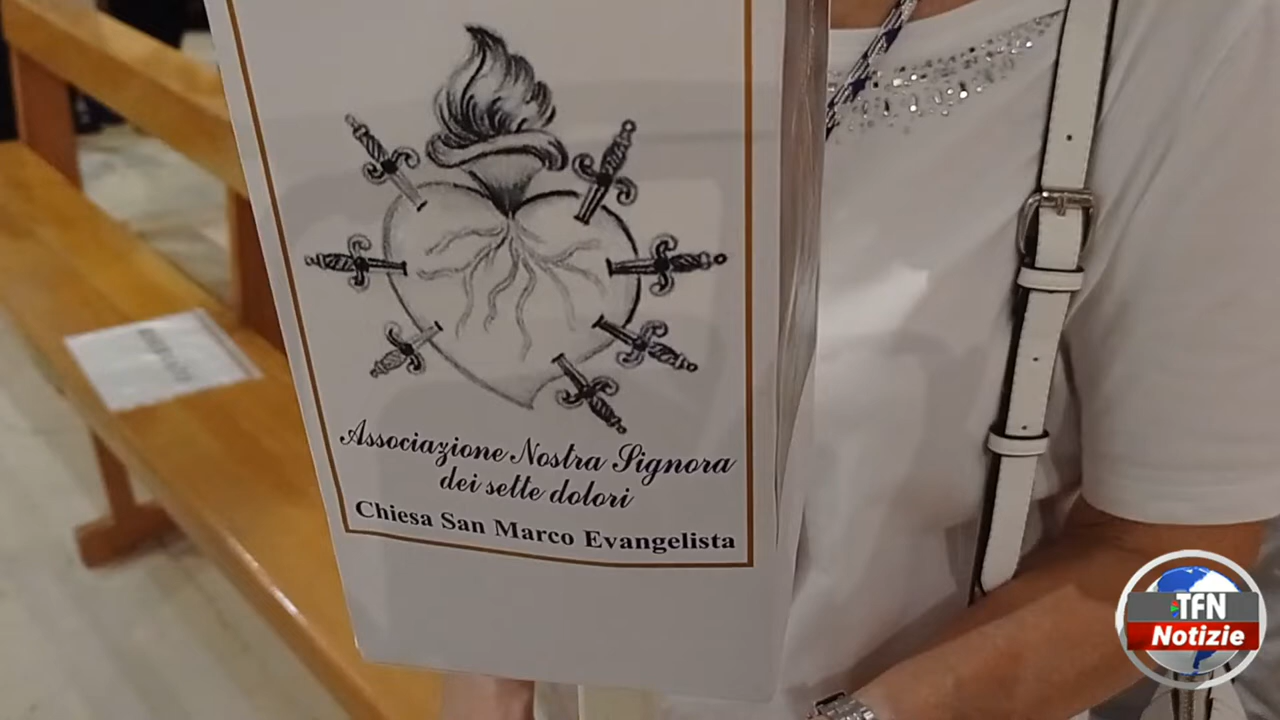 Associazione Nostra Signora
dei sette dolori
Chiesa San Marco Evangelista
TFN
Notizie